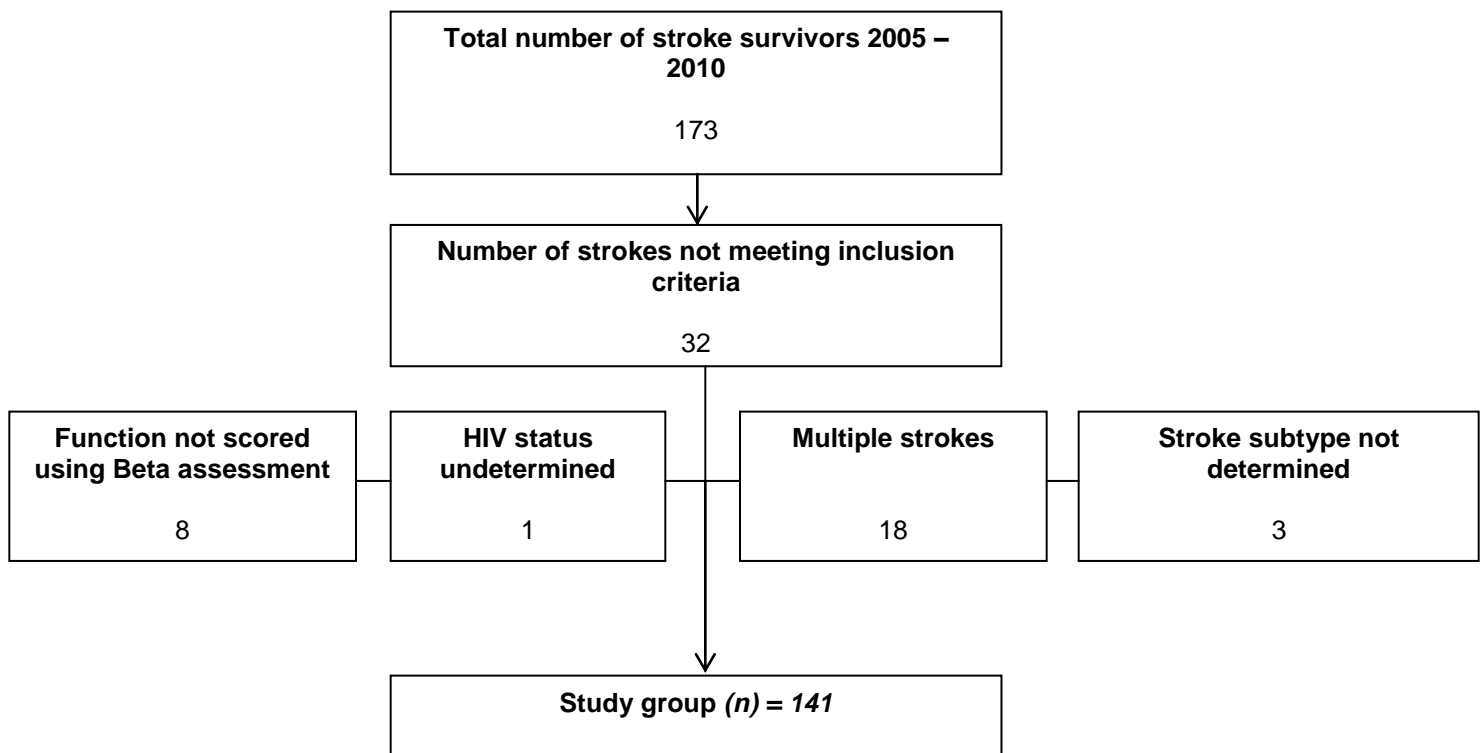 Total number of stroke survivors 2005 –
2010
173
Number of strokes not meeting inclusion
criteria
32
Function not scored
using Beta assessment
8
HIV status
undetermined
1
Multiple strokes
18
Stroke subtype not
determined
3
Study group (n) = 141